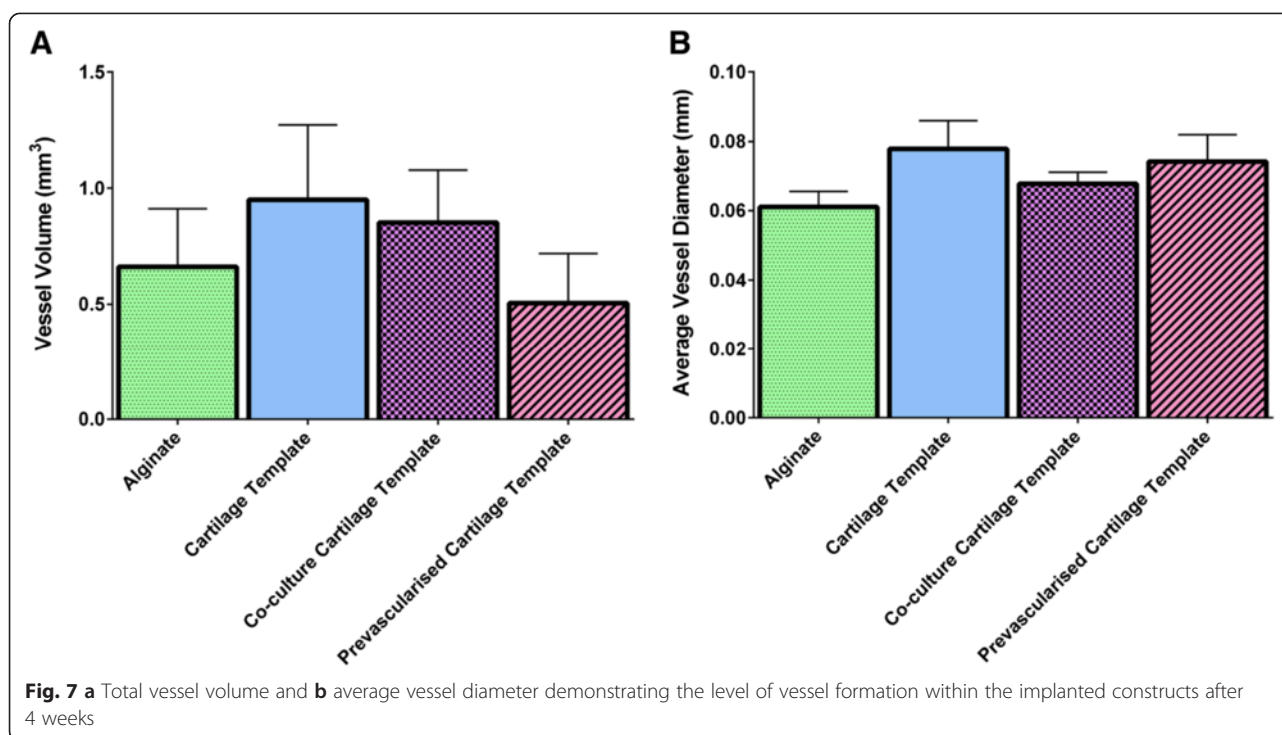 A
Vessel Volume (mm³)
1.5
1.0
0.5
0.0
Alginate
Cartilage Template
Co-culture Cartilage Template
Prevascularised Cartilage Template
B
Average Vessel Diameter (mm)
0.10
0.08
0.06
0.04
0.02
0.00
Alginate
Cartilage Template
Co-culture Cartilage Template
Prevascularised Cartilage Template
Fig. 7 a Total vessel volume and b average vessel diameter demonstrating the level of vessel formation within the implanted constructs after
4 weeks